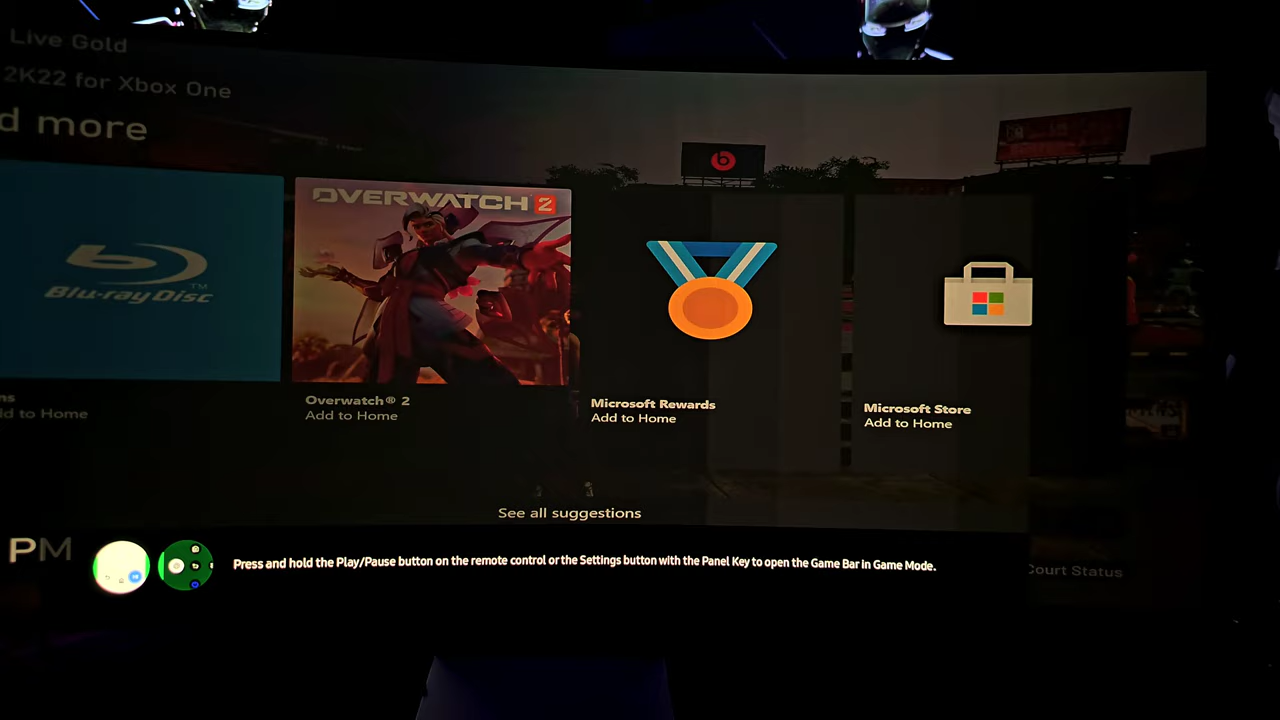 Live Gold
2K22 for Xbox One
d more
OVERWATCH 2
Blu-ray Disc
TM
ns
dd to Home
Overwatch® 2
Add to Home
Microsoft Rewards
Add to Home
Microsoft Store
Add to Home
See all suggestions
PM
Press and hold the Play/Pause button on the remote control or the Settings button with the Panel Key to open the Game Bar in Game Mode.
Court Status